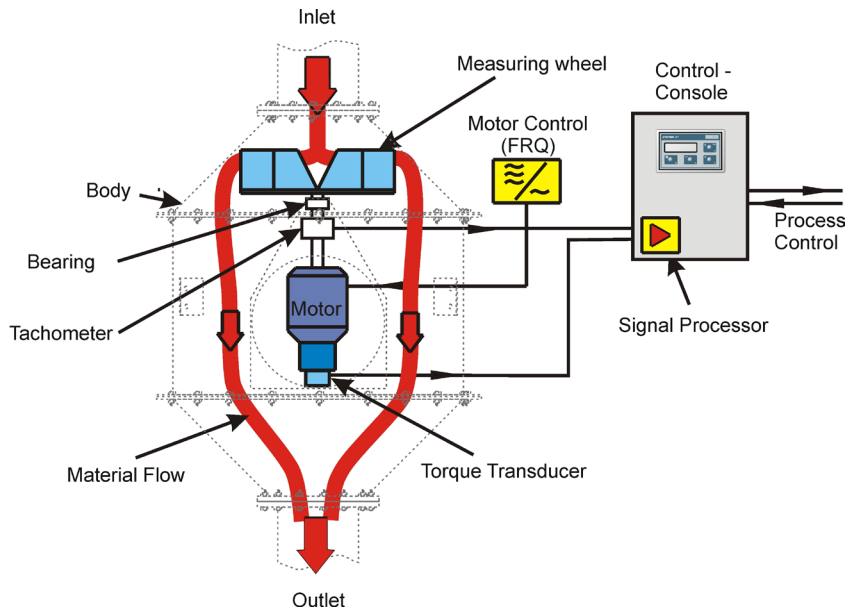 Inlet
Measuring wheel
Control -
Console
Motor Control
(FRQ)
Body
Process
Control
Bearing
Motor
Signal Processor
Tachometer
Material Flow
Torque Transducer
Outlet